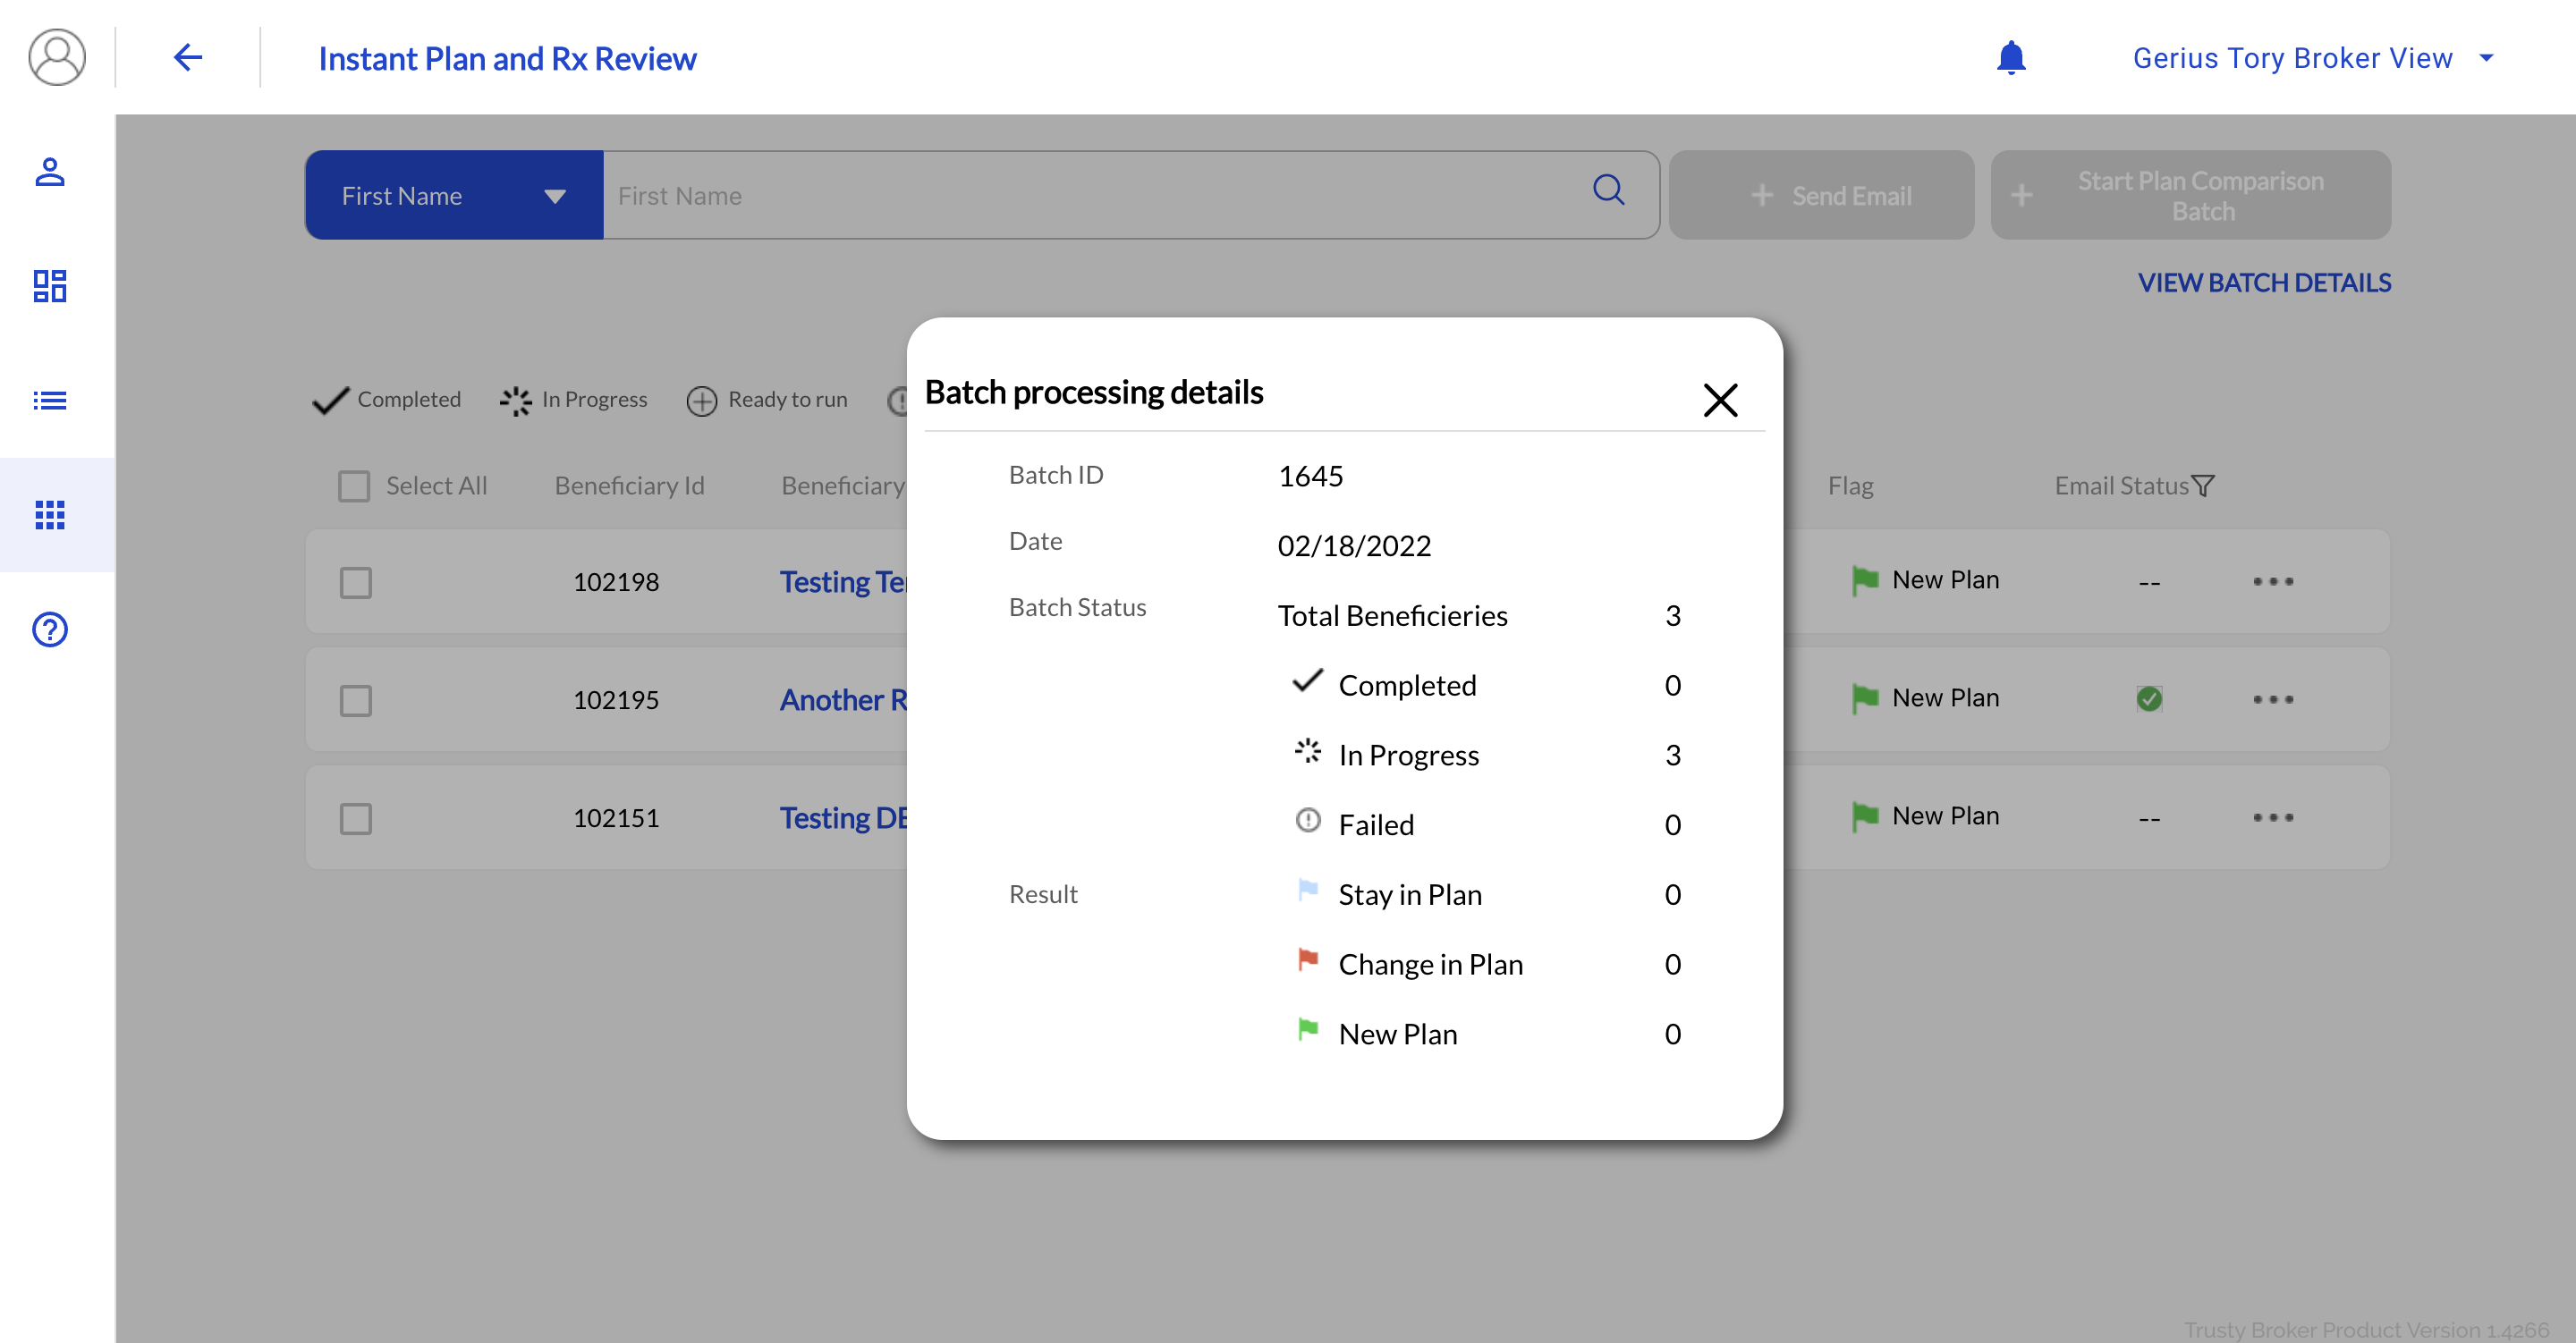 Instant Plan and Rx Review
Gerius Tory Broker View
First Name
First Name
Send Email
Start Plan Comparison
Batch
VIEW BATCH DETAILS
Completed
In Progress
Ready to run
Batch processing details
Select All
Beneficiary Id
Beneficiary
Flag
Email Status
102198
Testing
New Plan
--
102195
Another
New Plan
102151
Testing
New Plan
--
Batch ID
1645
Date
02/18/2022
Batch Status
Total Beneficieries
3
Completed
0
In Progress
3
Failed
0
Result
Stay in Plan
0
Change in Plan
0
New Plan
0
Trusty Broker Product Version 1.4266